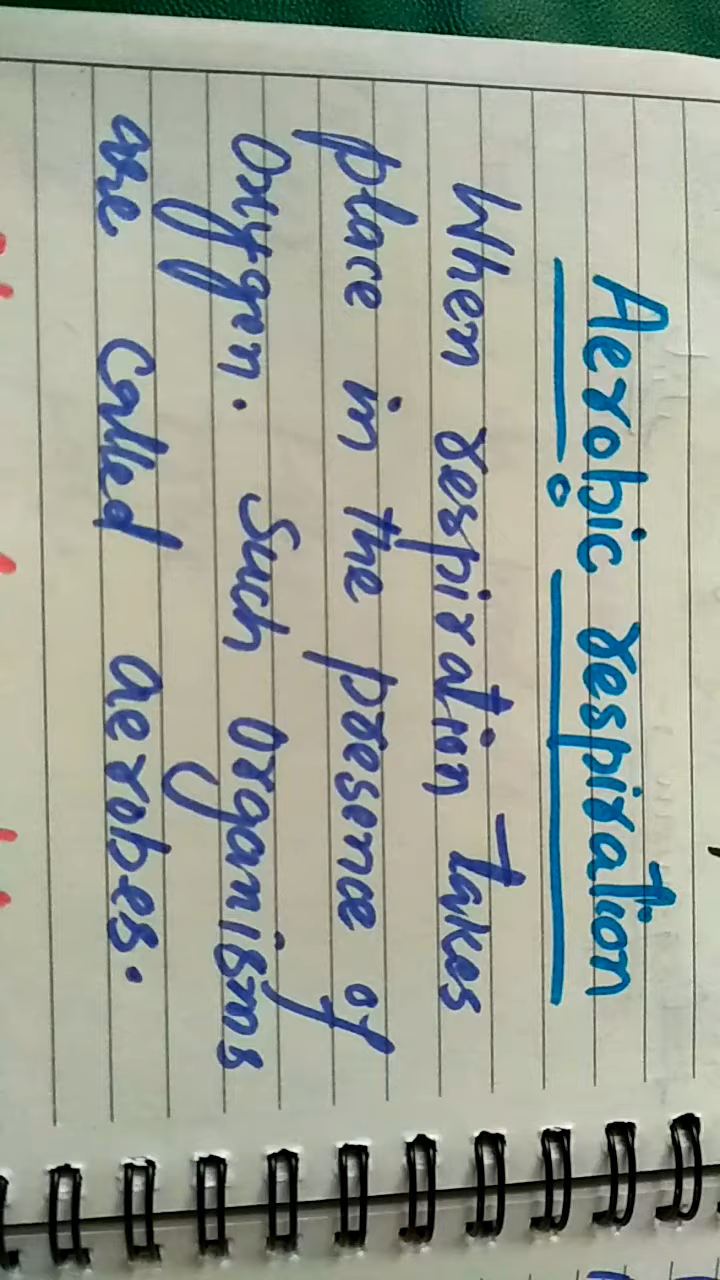 Aerobic respiration
When respiration takes
place in the presence of
Oxygen. Such Organisms
are Called aerobes.